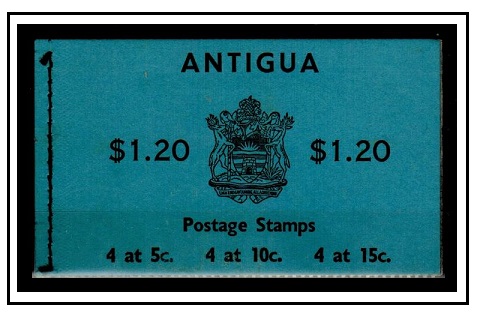 ANTIGUA
$1.20 $1.20
Postage Stamps
4 at 5c. 4 at 10c. 4 at 15c.